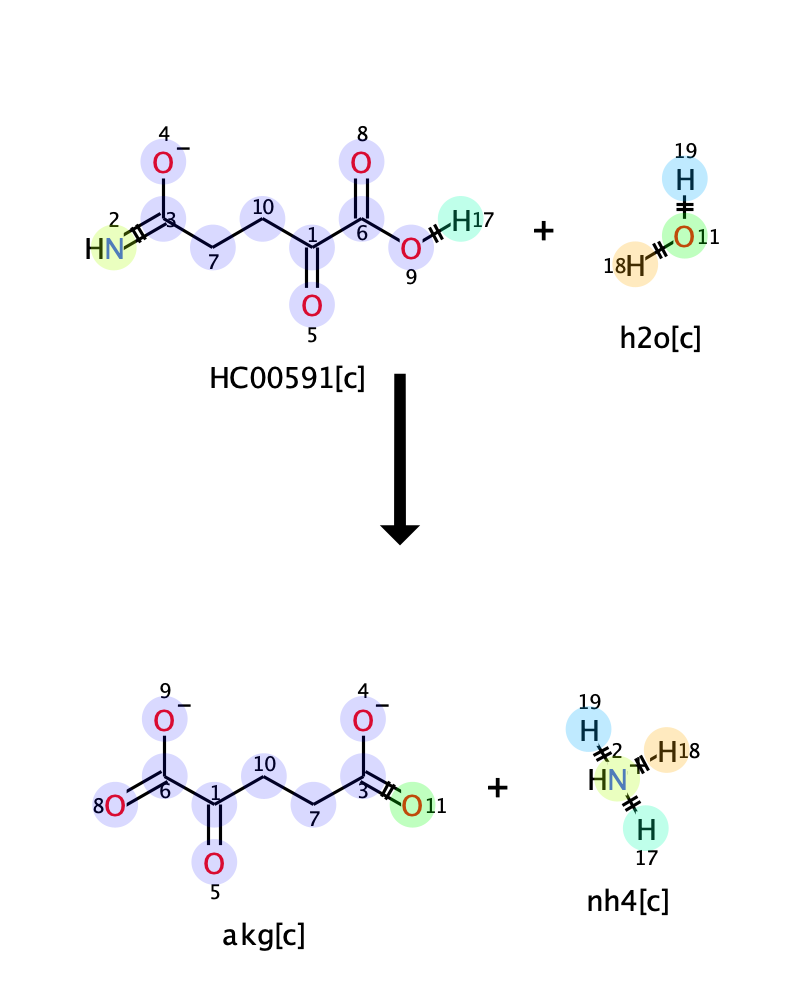 4 8 19
O− O H
2 3 10 1 6 H17 + O11
HN 7 O 18H
9
O
5 h2o[c]
HC00591[c]
9 4 19
O− O− H 2 H18
10 + HN
8O 6 1 7 3 O11 H
O 17
5 nh4[c]
akg[c]